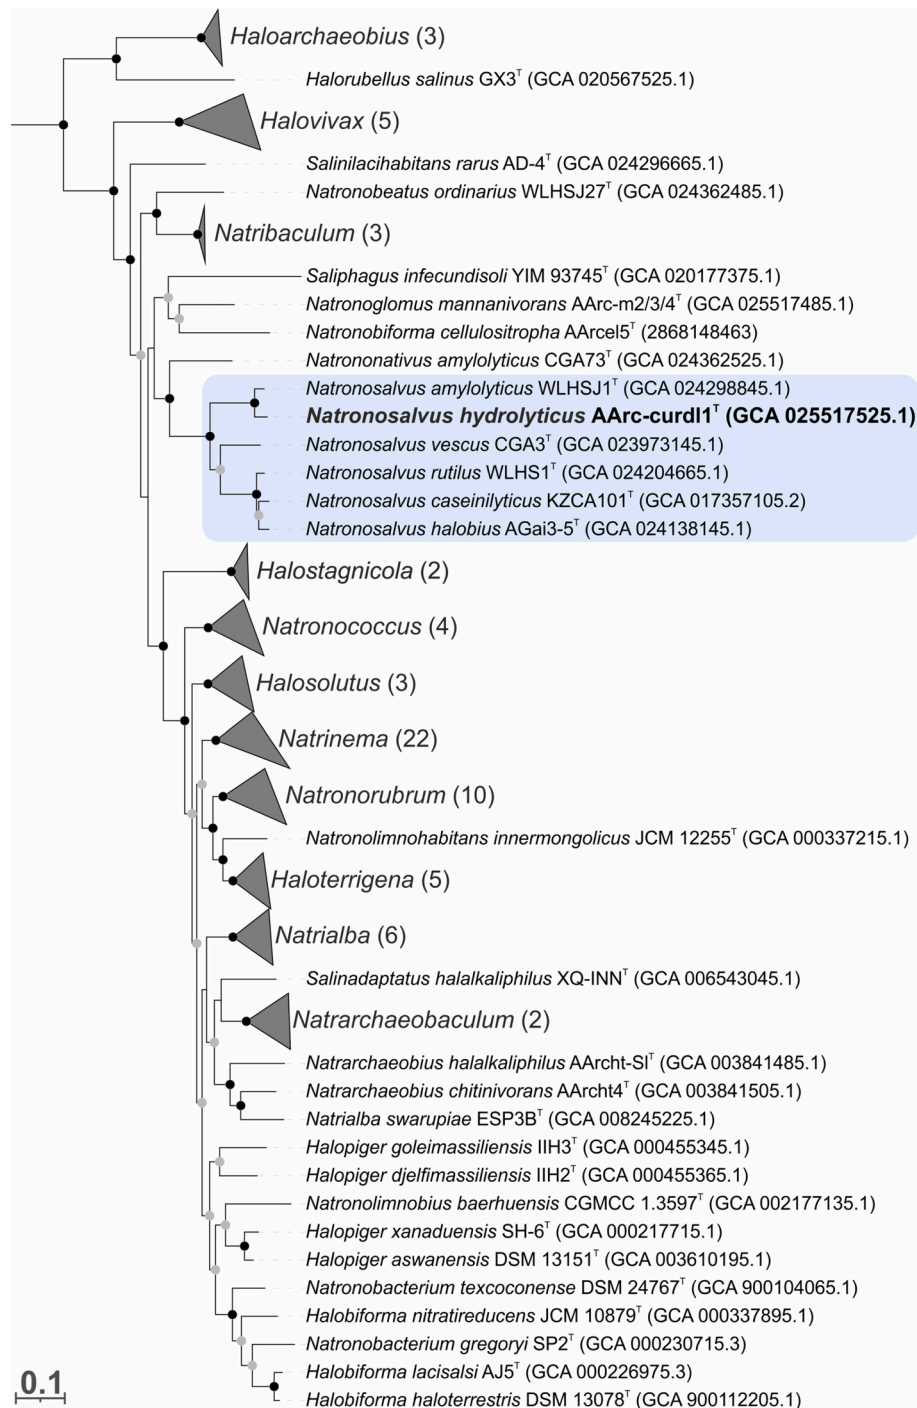 Haloarchaeobius (3)
Halorubellus salinus GX3T (GCA 020567525.1)
Halovivax (5)
Salinilacihabitans rarus AD-4T (GCA 024296665.1)
Natronobeatus ordinarius WLHSJ27T (GCA 024362485.1)
Natribaculum (3)
Saliphagus infecundisoli YIM 93745T (GCA 020177375.1)
Natronoglomus mannanivorans AArc-m2/3/4T (GCA 025517485.1)
Natronobiforma cellulositropha AArcel5T (2868148463)
Natrononativus amylolyticus CGA73T (GCA 024362525.1)
Natronosalvus amylolyticus WLHSJ1T (GCA 024298845.1)
Natronosalvus hydrolyticus AArc-curdl1T (GCA 025517525.1)
Natronosalvus vescus CGA3T (GCA 023973145.1)
Natronosalvus rutilus WLHS1T (GCA 024204665.1)
Natronosalvus caseinilyticus KZCA101T (GCA 017357105.2)
Natronosalvus halobius AGai3-5T (GCA 024138145.1)
Halostagnicola (2)
Natronococcus (4)
Halosolutus (3)
Natrinema (22)
Natronorubrum (10)
Natronolimnohabitans innermongolicus JCM 12255T (GCA 000337215.1)
Haloterrigena (5)
Natrialba (6)
Salinadaptatus halalkaliphilus XQ-INNT (GCA 006543045.1)
Natrarchaeobaculum (2)
Natrarchaeobius halalkaliphilus AArcht-SlT (GCA 003841485.1)
Natrarchaeobius chitinivorans AArcht4T (GCA 003841505.1)
Natrialba swarupiae ESP3BT (GCA 008245225.1)
Halopiger goleimassiliensis IIH3T (GCA 000455345.1)
Halopiger djelfimassiliensis IIH2T (GCA 000455365.1)
Natronolimnobius baerhuensis CGMCC 1.3597T (GCA 002177135.1)
Halopiger xanaduensis SH-6T (GCA 000217715.1)
Halopiger aswanensis DSM 13151T (GCA 003610195.1)
Natronobacterium texcoconense DSM 24767T (GCA 900104065.1)
Halobiforma nitratireducens JCM 10879T (GCA 000337895.1)
Natronobacterium gregoryi SP2T (GCA 000230715.3)
Halobiforma lacisalsi AJ5T (GCA 000226975.3)
Halobiforma haloterrestris DSM 13078T (GCA 900112205.1)
0.1